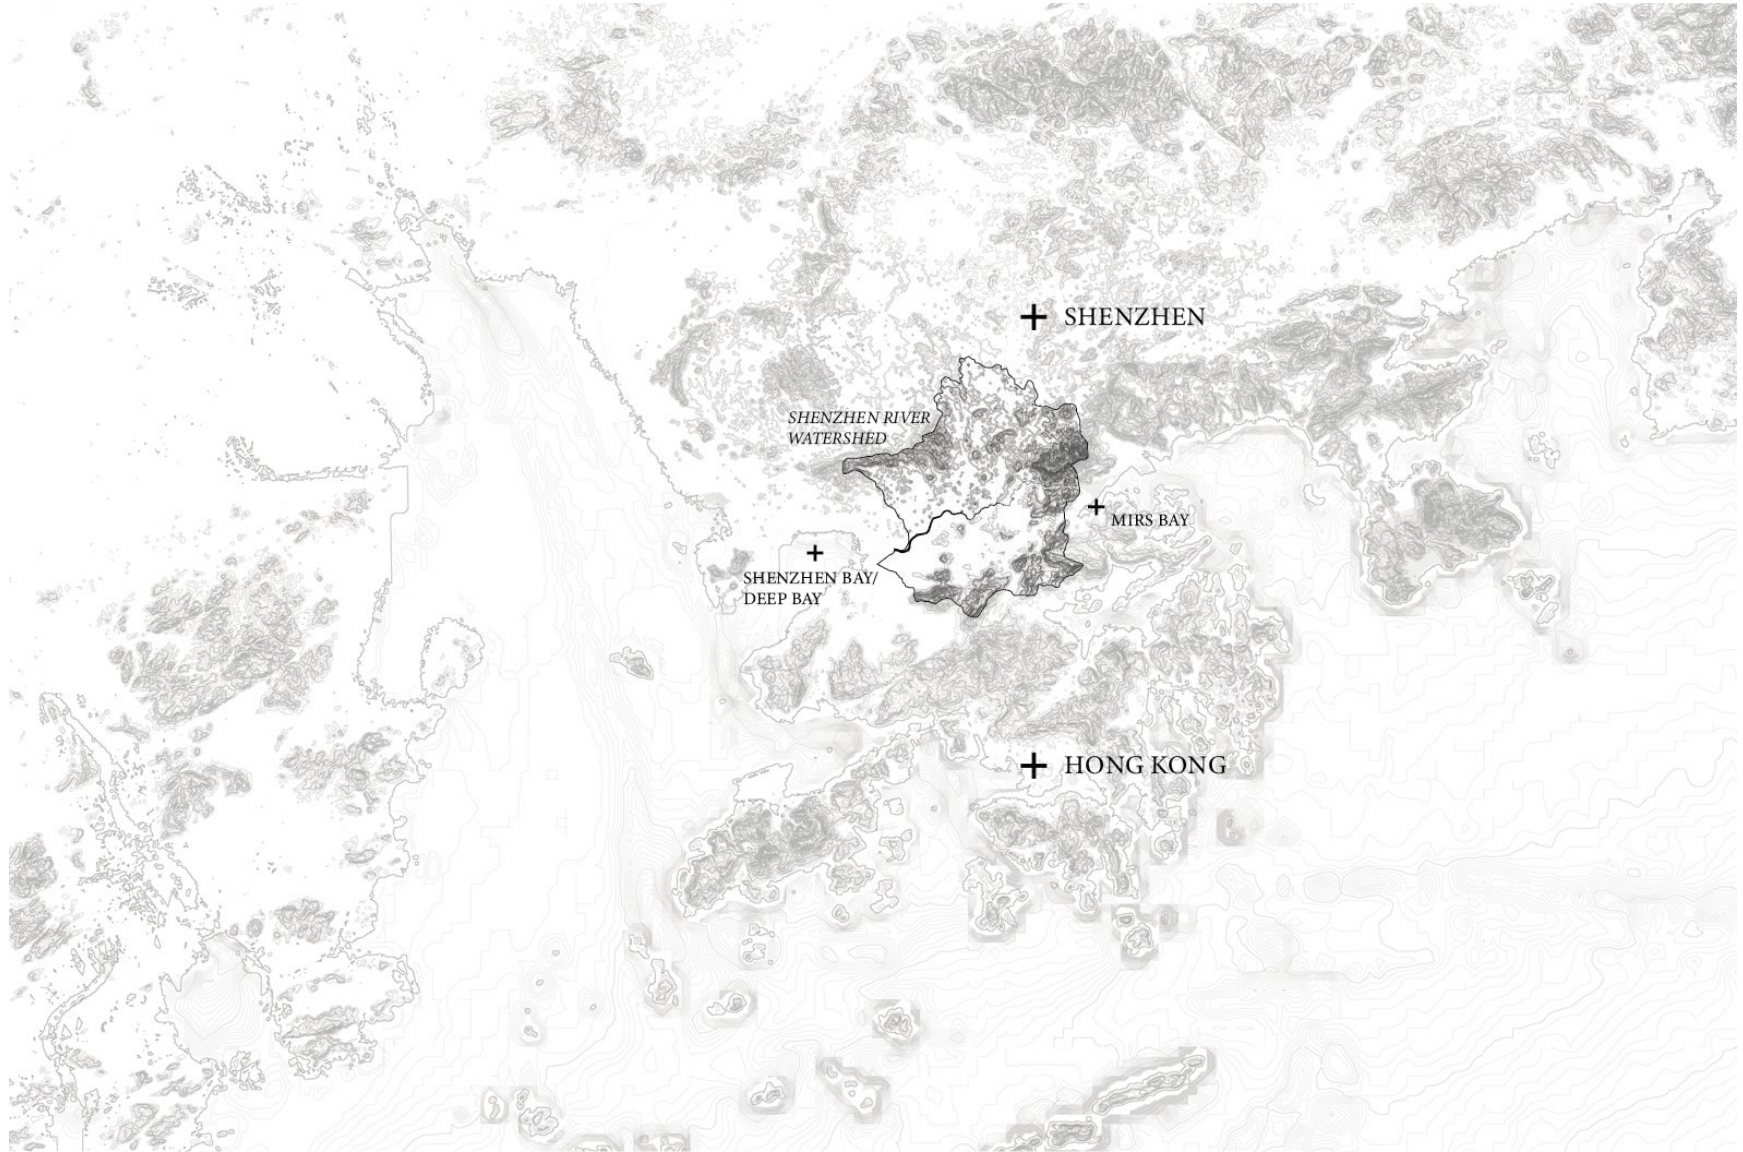 SHENZHEN
SHENZHEN RIVER
WATERSHED
MIRS BAY
SHENZHEN BAY/
DEEP BAY
HONG KONG